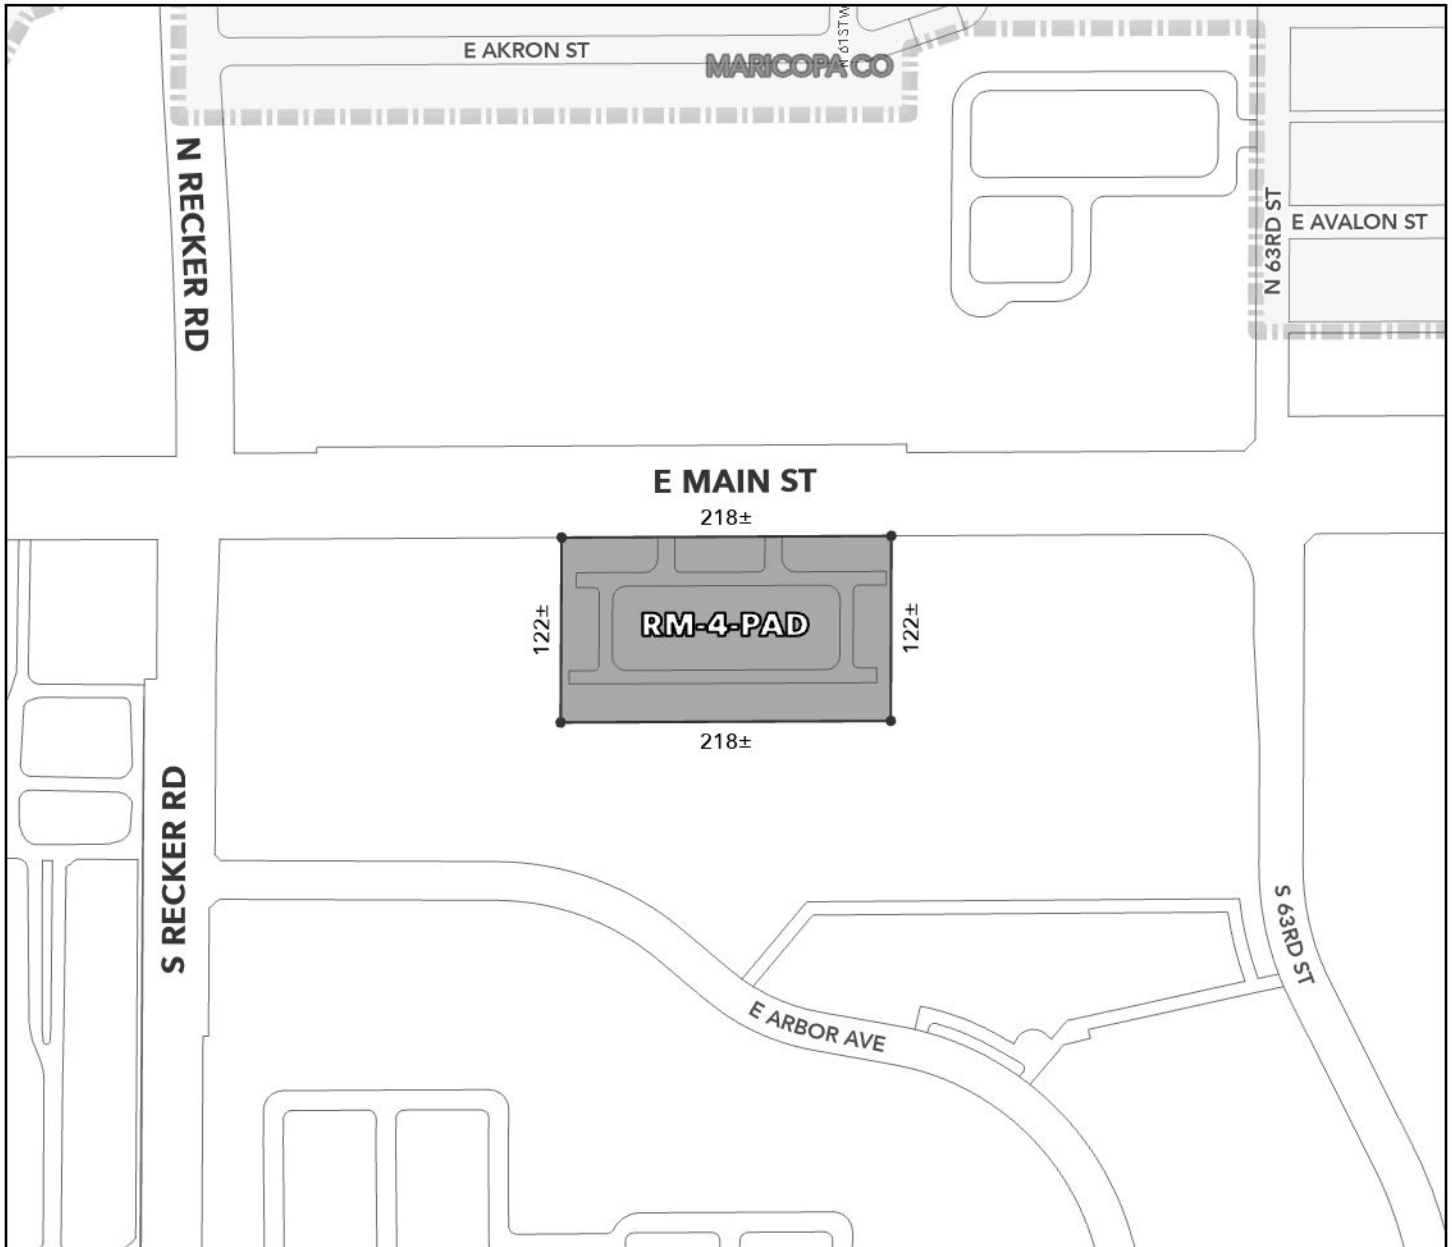 E AKRON ST
N 61ST W
MARICOPA CO
N RECKER RD
N 63RD ST
E AVALON ST
E MAIN ST
218±
122±
RM-4-PAD
122±
218±
S RECKER RD
S 63RD ST
E ARBOR AVE